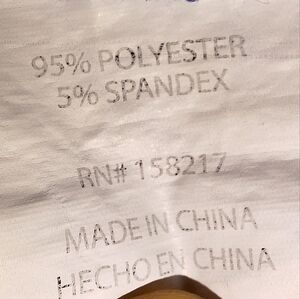 95% POLYESTER
5% SPANDEX
RN# 158217
MADE IN CHINA
HECHO EN CHINA